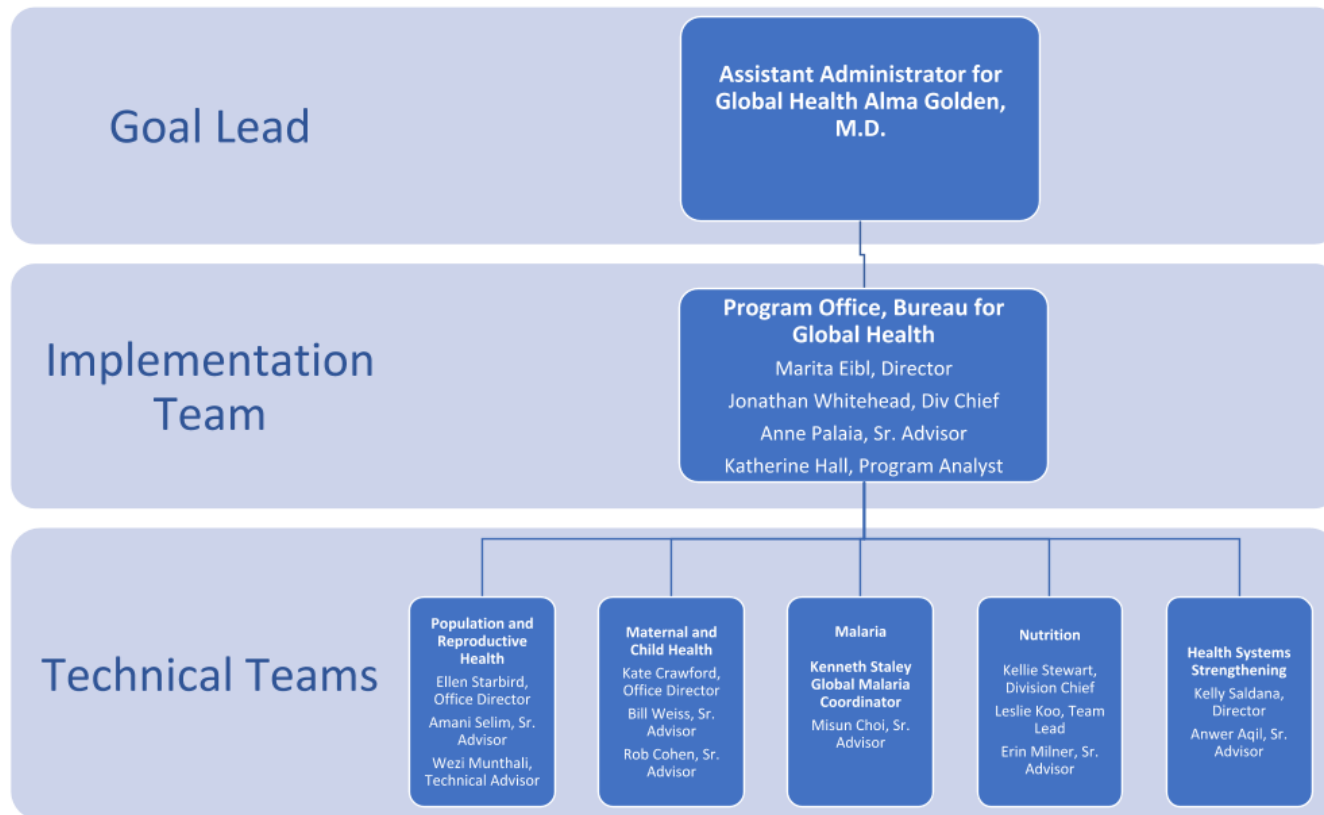 Goal Lead
Assistant Administrator for
Global Health Alma Golden,
M.D.
Implementation
Team
Program Office, Bureau for
Global Health
Marita Eibl, Director
Jonathan Whitehead, Div Chief
Anne Palaia, Sr. Advisor
Katherine Hall, Program Analyst
Technical Teams
Population and
Reproductive
Health
Ellen Starbird,
Office Director
Amani Selim, Sr.
Advisor
Wezi Munthali,
Technical Advisor
Maternal and
Child Health
Kate Crawford,
Office Director
Bill Weiss, Sr.
Advisor
Rob Cohen, Sr.
Advisor
Malaria
Kenneth Staley
Global Malaria
Coordinator
Misun Choi, Sr.
Advisor
Nutrition
Kellie Stewart,
Division Chief
Leslie Koo, Team
Lead
Erin Milner, Sr.
Advisor
Health Systems
Strengthening
Kelly Saldana,
Director
Anwer Aqil, Sr.
Advisor